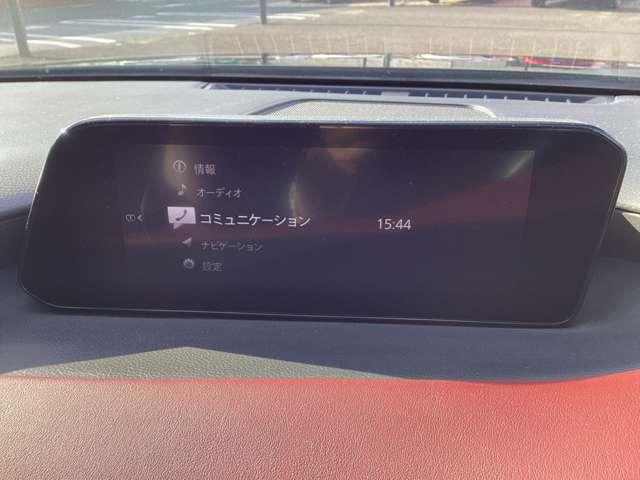 情報
オーディオ
コミュニケーション
15:44
ナビゲーション
設定